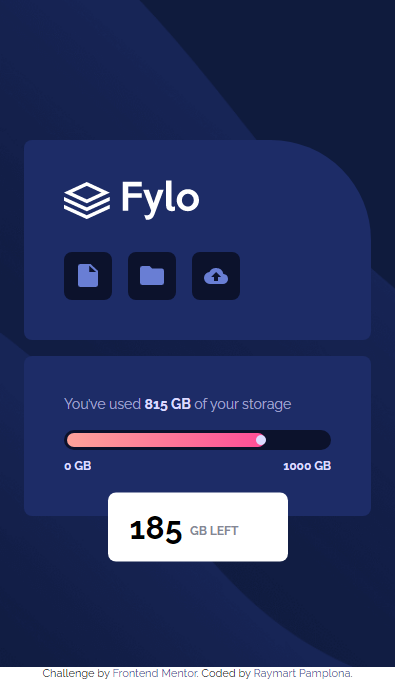 Fylo
You've used 815 GB of your storage
0 GB 1000 GB
185 GB LEFT
Challenge by Frontend Mentor. Coded by Raymart Pamplona.